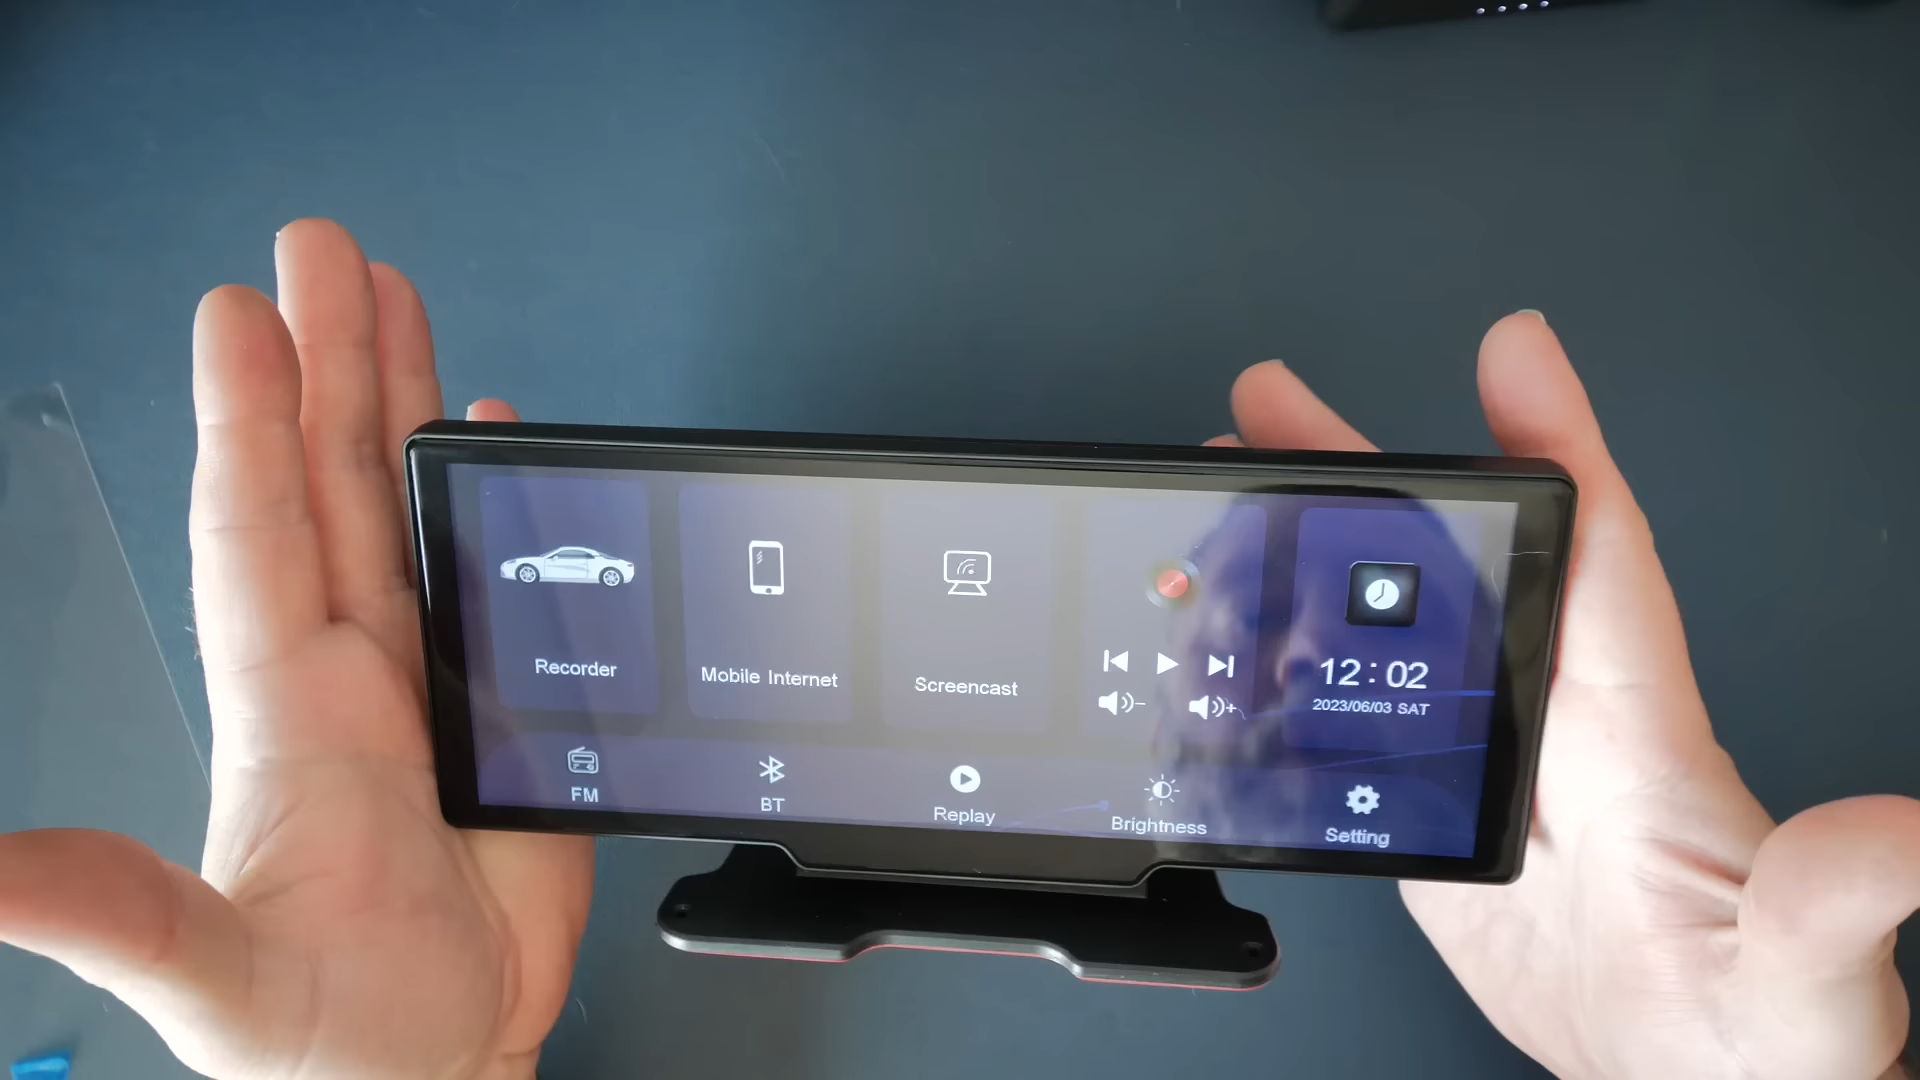 Recorder
Mobile Internet
Screencast
12:02
2023/06/03 SAT
FM
BT
Replay
Brightness
Setting